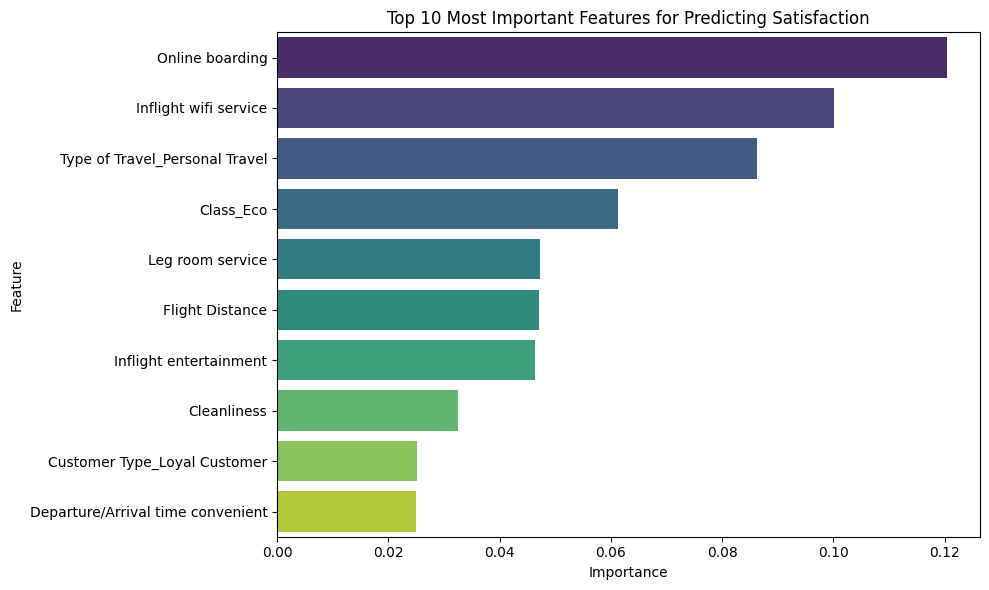 Top 10 Most Important Features for Predicting Satisfaction
Feature
Online boarding
Inflight wifi service
Type of Travel_Personal Travel
Class_Eco
Leg room service
Flight Distance
Inflight entertainment
Cleanliness
Customer Type_Loyal Customer
Departure/Arrival time convenient
0.00 0.02 0.04 0.06 0.08 0.10 0.12
Importance